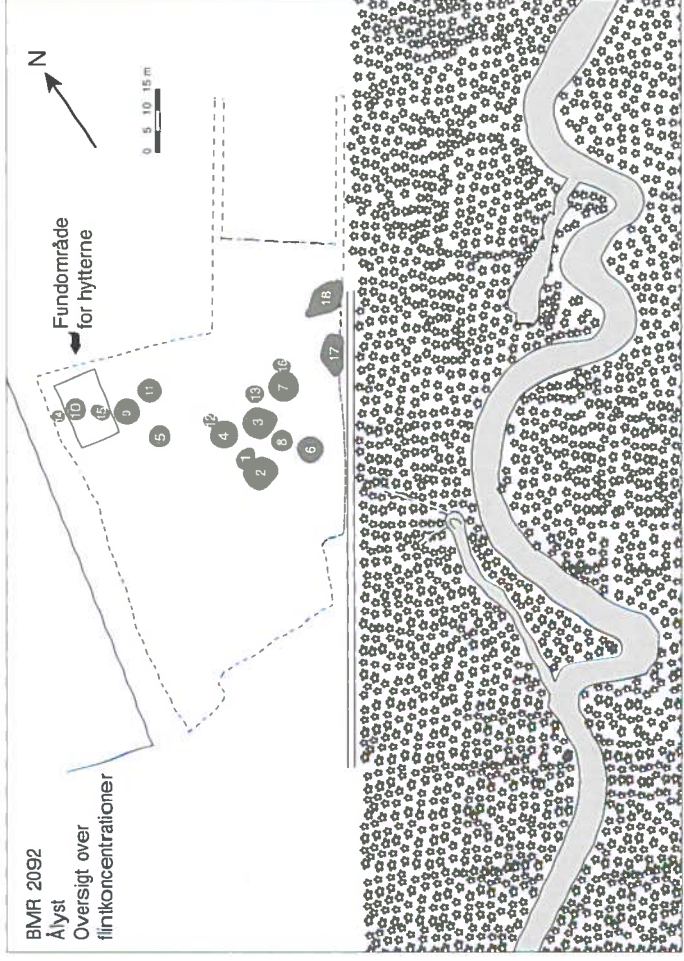 BMR 2092
Ålyst
Oversigt over
flintkoncentrationer
Fundområde
for hytterne
N
0 5 10 15 m
14
10
15
9
11
5
12
4
13
16
7
3
1
8
2
6
17
18